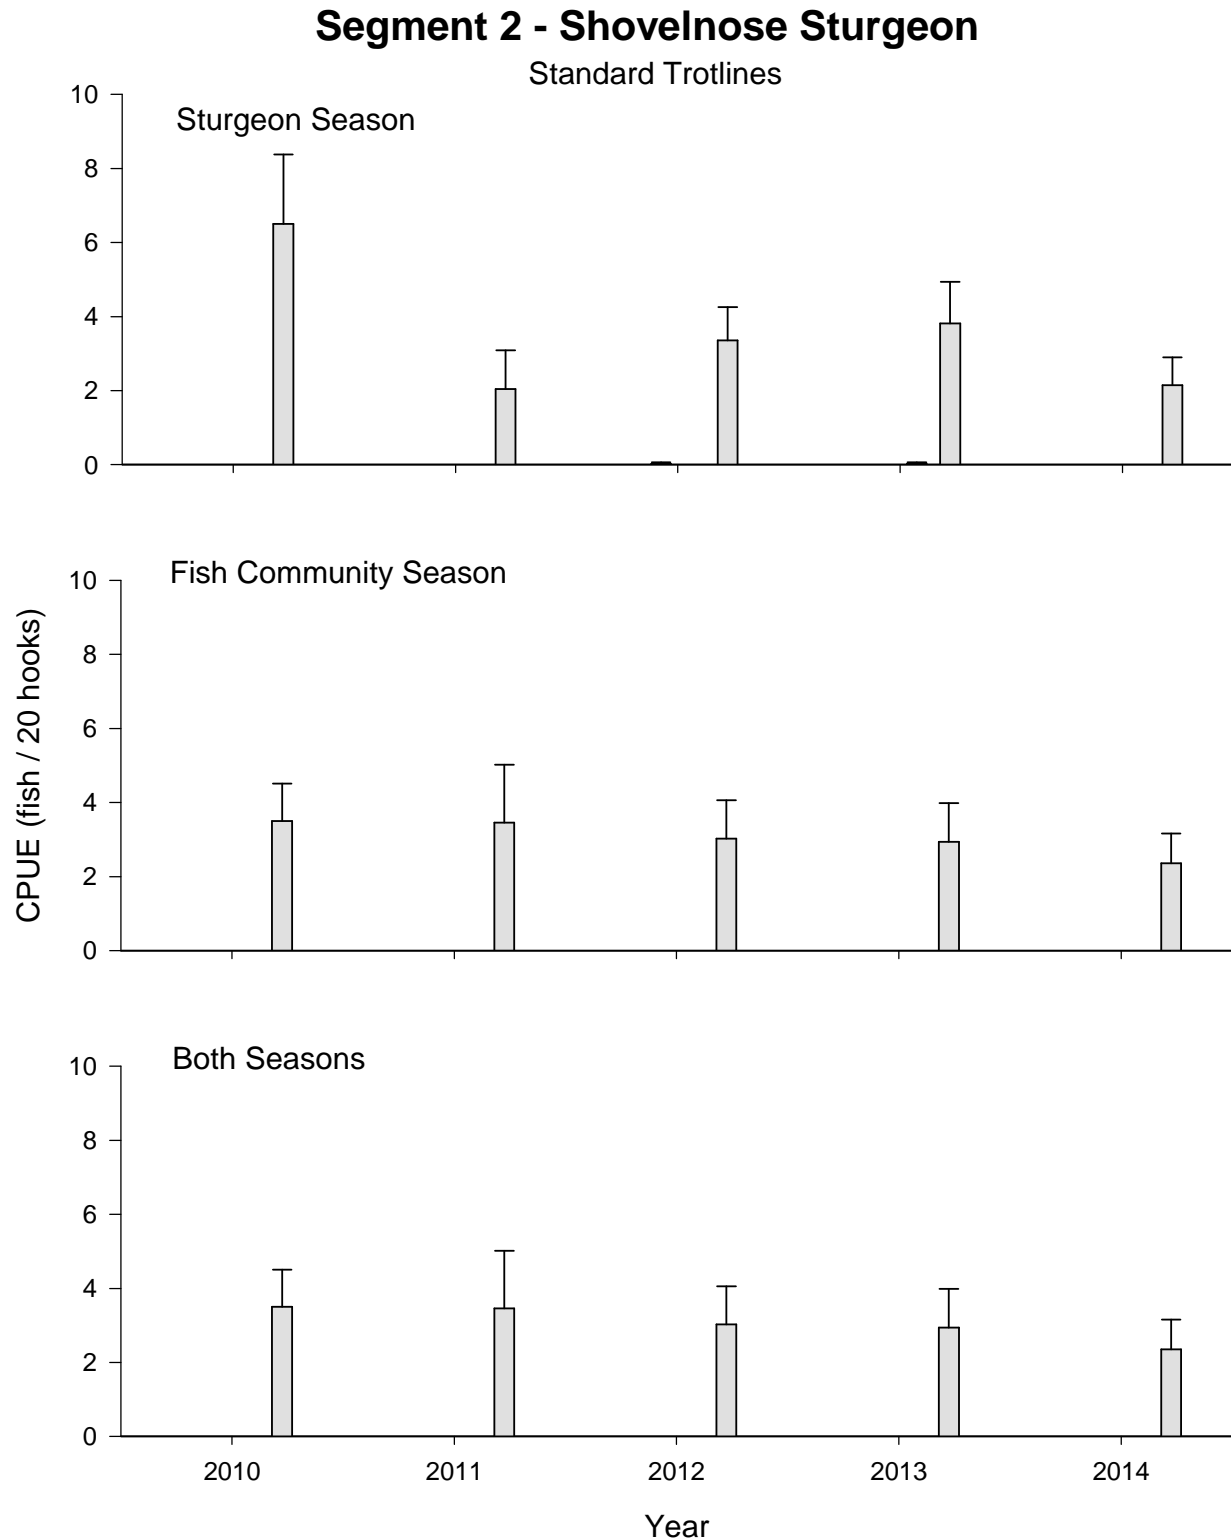 Segment 2 - Shovelnose Sturgeon
Standard Trotlines
10
Sturgeon Season
8
6
4
2
0
10
Fish Community Season
8
6
4
2
0
CPUE (fish / 20 hooks)
10
Both Seasons
8
6
4
2
0
2010 2011 2012 2013 2014
Year